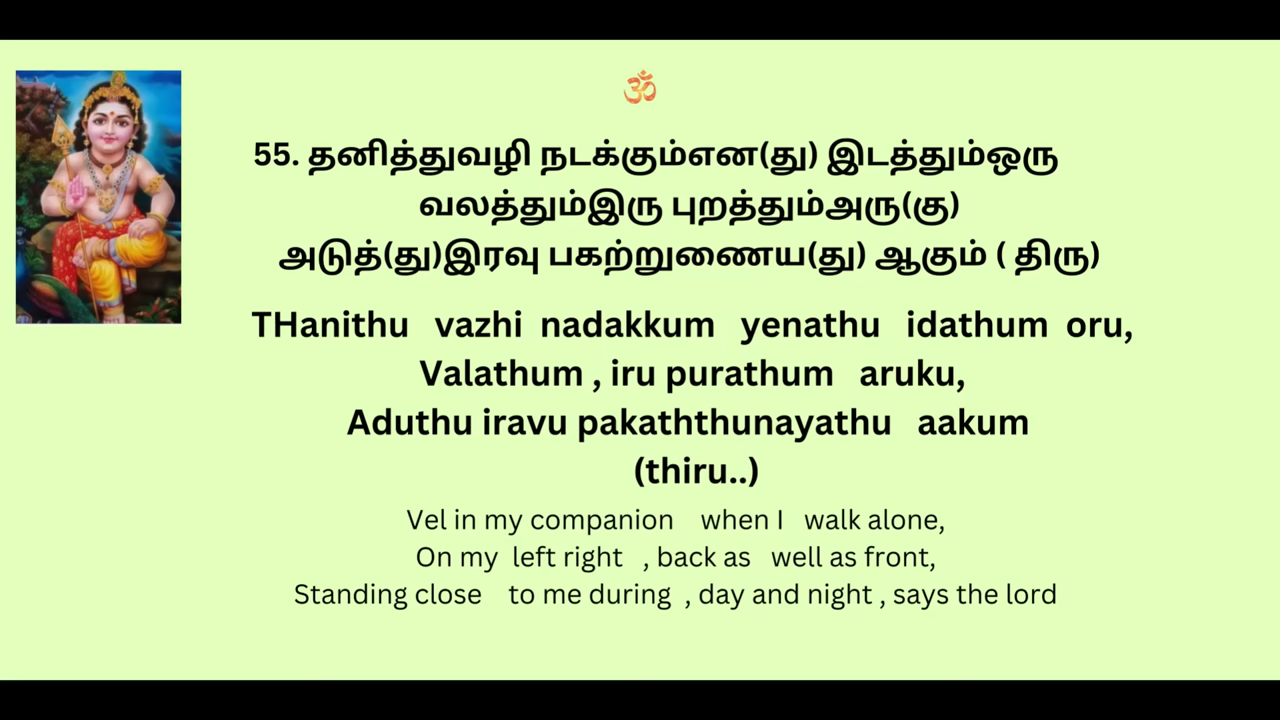 ॐ
55. தனித்துவழி நடக்கும்என(து) இடத்தும்ஒரு
வலத்தும்இரு புறத்தும்அரு(கு)
அடுத்(து)இரவு பகற்றுணைய(து) ஆகும் ( திரு)
THanithu vazhi nadakkum yenathu idathum oru,
Valathum , iru purathum aruku,
Aduthu iravu pakaththunayathu aakum
(thiru..)
Vel in my companion when I walk alone,
On my left right , back as well as front,
Standing close to me during , day and night , says the lord